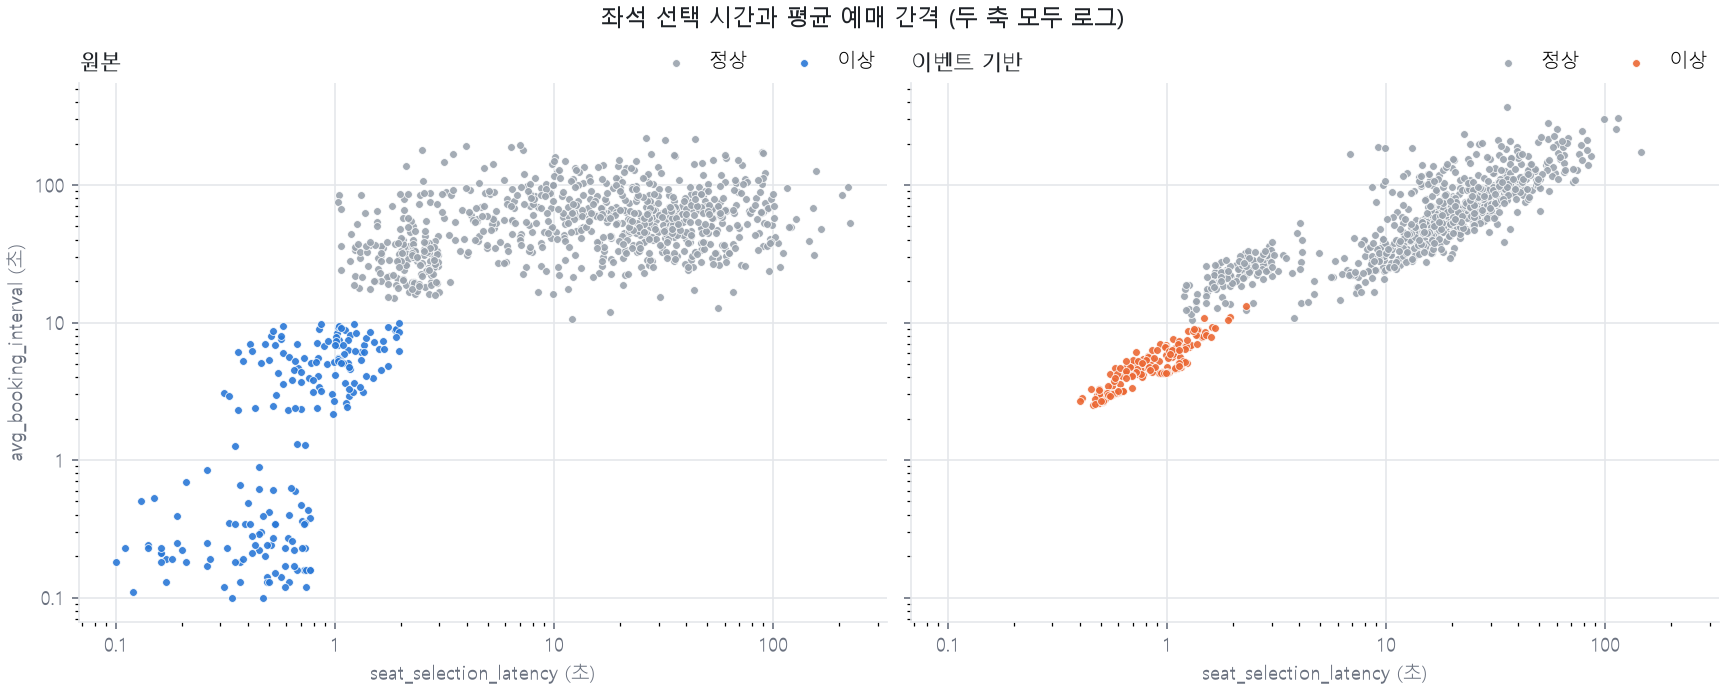 좌석 선택 시간과 평균 예매 간격 (두 축 모두 로그)
원본
정상
이상
이벤트 기반
정상
이상
avg_booking_interval (초)
100
10
1
0.1
0.1
1
10
100
0.1
1
10
100
seat_selection_latency (초)
seat_selection_latency (초)